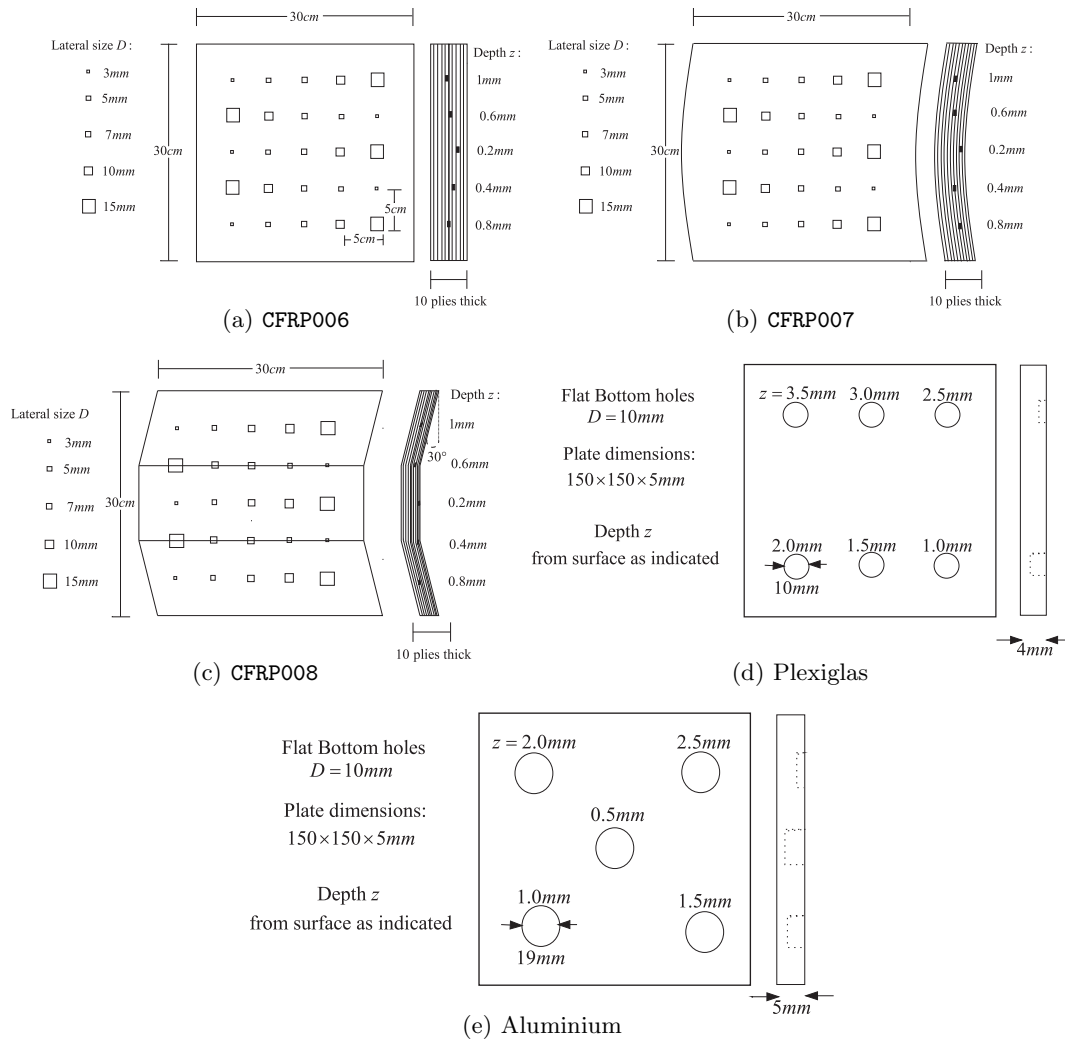 30cm
Lateral size D :
3mm
5mm
7mm
10mm
15mm
30cm
5cm
5cm
Depth z :
1mm
0.6mm
0.2mm
0.4mm
0.8mm
10 plies thick
(a) CFRP006
30cm
Lateral size D :
3mm
5mm
7mm
10mm
15mm
30cm
Depth z :
1mm
0.6mm
0.2mm
0.4mm
0.8mm
10 plies thick
(b) CFRP007
30cm
Lateral size D
3mm
5mm
7mm
10mm
15mm
30cm
Depth z :
1mm
30°
0.6mm
0.2mm
0.4mm
0.8mm
10 plies thick
(c) CFRP008
Flat Bottom holes
D = 10mm
Plate dimensions:
150×150×5mm
Depth z
from surface as indicated
z = 3.5mm 3.0mm 2.5mm
2.0mm 1.5mm 1.0mm
10mm
4mm
(d) Plexiglas
Flat Bottom holes
D = 10mm
Plate dimensions:
150×150×5mm
Depth z
from surface as indicated
z = 2.0mm 2.5mm
0.5mm
1.0mm 1.5mm
19mm
5mm
(e) Aluminium